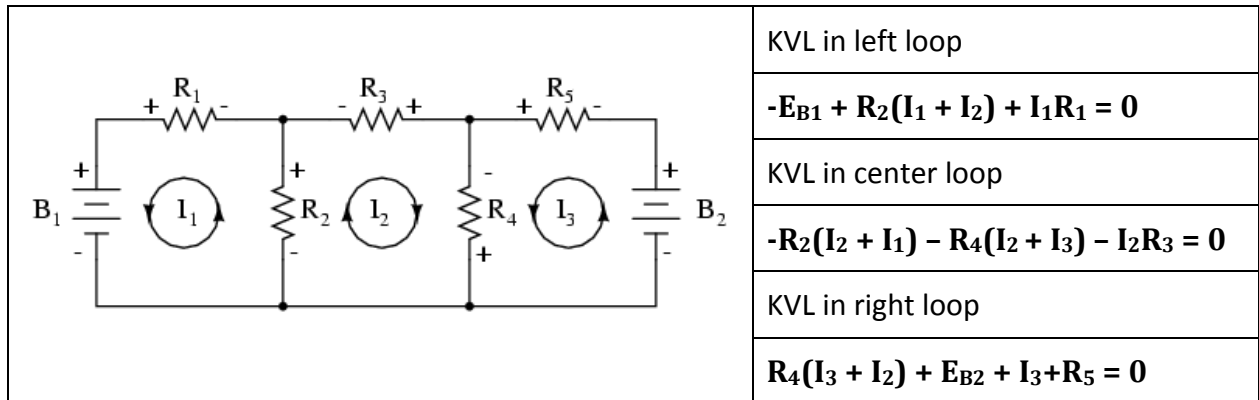 R₁
R₃
R₅
+ - - + + -
+ + - +
B₁ I₁ R₂ I₂ R₄ I₃ B₂
- - + -
KVL in left loop
-E_B1 + R₂(I₁ + I₂) + I₁R₁ = 0
KVL in center loop
-R₂(I₂ + I₁) – R₄(I₂ + I₃) – I₂R₃ = 0
KVL in right loop
R₄(I₃ + I₂) + E_B2 + I₃+R₅ = 0